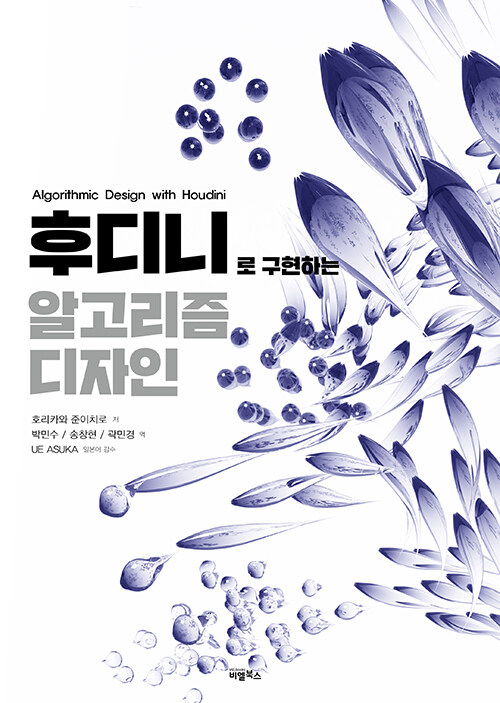 Algorithmic Design with Houdini
후디니로 구현하는
알고리즘
디자인
호리카와 준이치로 저
박민수 / 송창현 / 곽민경 역
UE ASUKA 일본어 감수
비엘북스